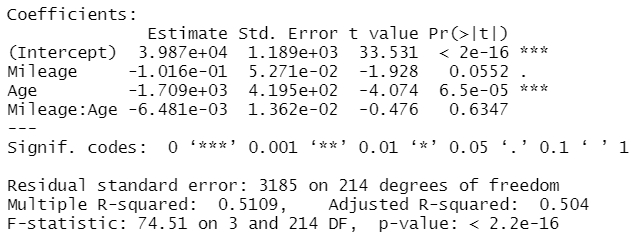 Coefficients:
Estimate Std. Error t value Pr(>|t|)
(Intercept) 3.987e+04 1.189e+03 33.531 < 2e-16 ***
Mileage -1.016e-01 5.271e-02 -1.928 0.0552 .
Age -1.709e+03 4.195e+02 -4.074 6.5e-05 ***
Mileage:Age -6.481e-03 1.362e-02 -0.476 0.6347
---
Signif. codes: 0 ‘***’ 0.001 ‘**’ 0.01 ‘*’ 0.05 ‘.’ 0.1 ‘ ’ 1
Residual standard error: 3185 on 214 degrees of freedom
Multiple R-squared: 0.5109, Adjusted R-squared: 0.504
F-statistic: 74.51 on 3 and 214 DF, p-value: < 2.2e-16